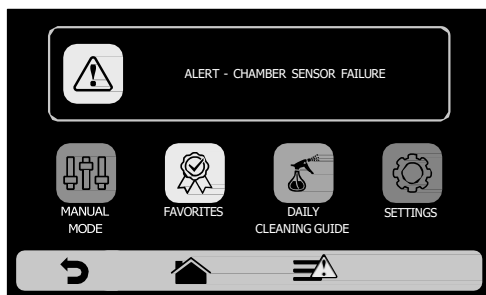 ALERT - CHAMBER SENSOR FAILURE
MANUAL
MODE
FAVORITES
DAILY
CLEANING GUIDE
SETTINGS